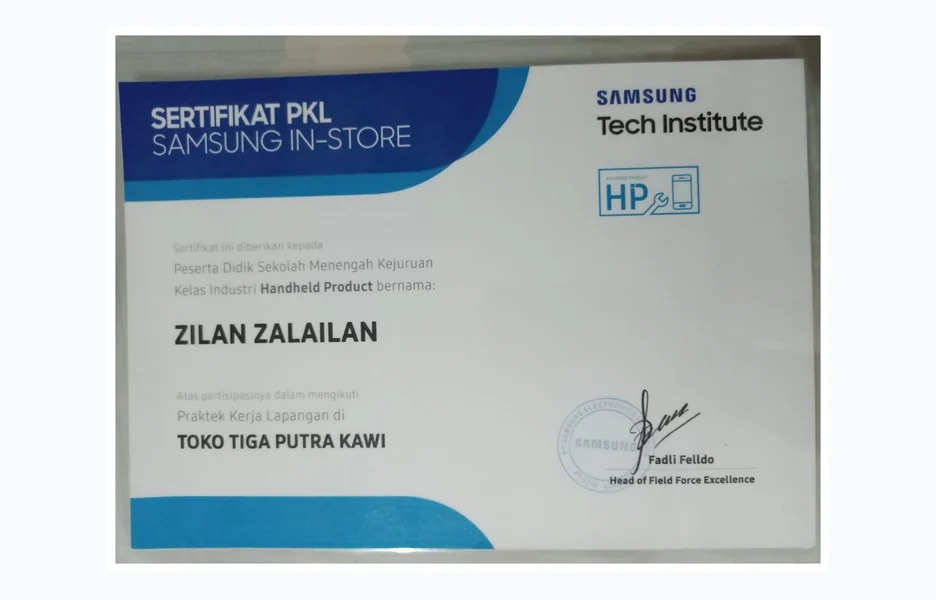 SERTIFIKAT PKL
SAMSUNG IN-STORE
SAMSUNG
Tech Institute
HP
Sertifikat ini diberikan kepada
Peserta Didik Sekolah Menengah Kejuruan
Kelas Industri Handheld Product bernama:
ZILAN ZALAILAN
Atas partisipasinya dalam mengikuti
Praktek Kerja Lapangan di
TOKO TIGA PUTRA KAWI
SAMSUNG ELECTRONICS
SAMSUNG
Fadli Felldo
Head of Field Force Excellence